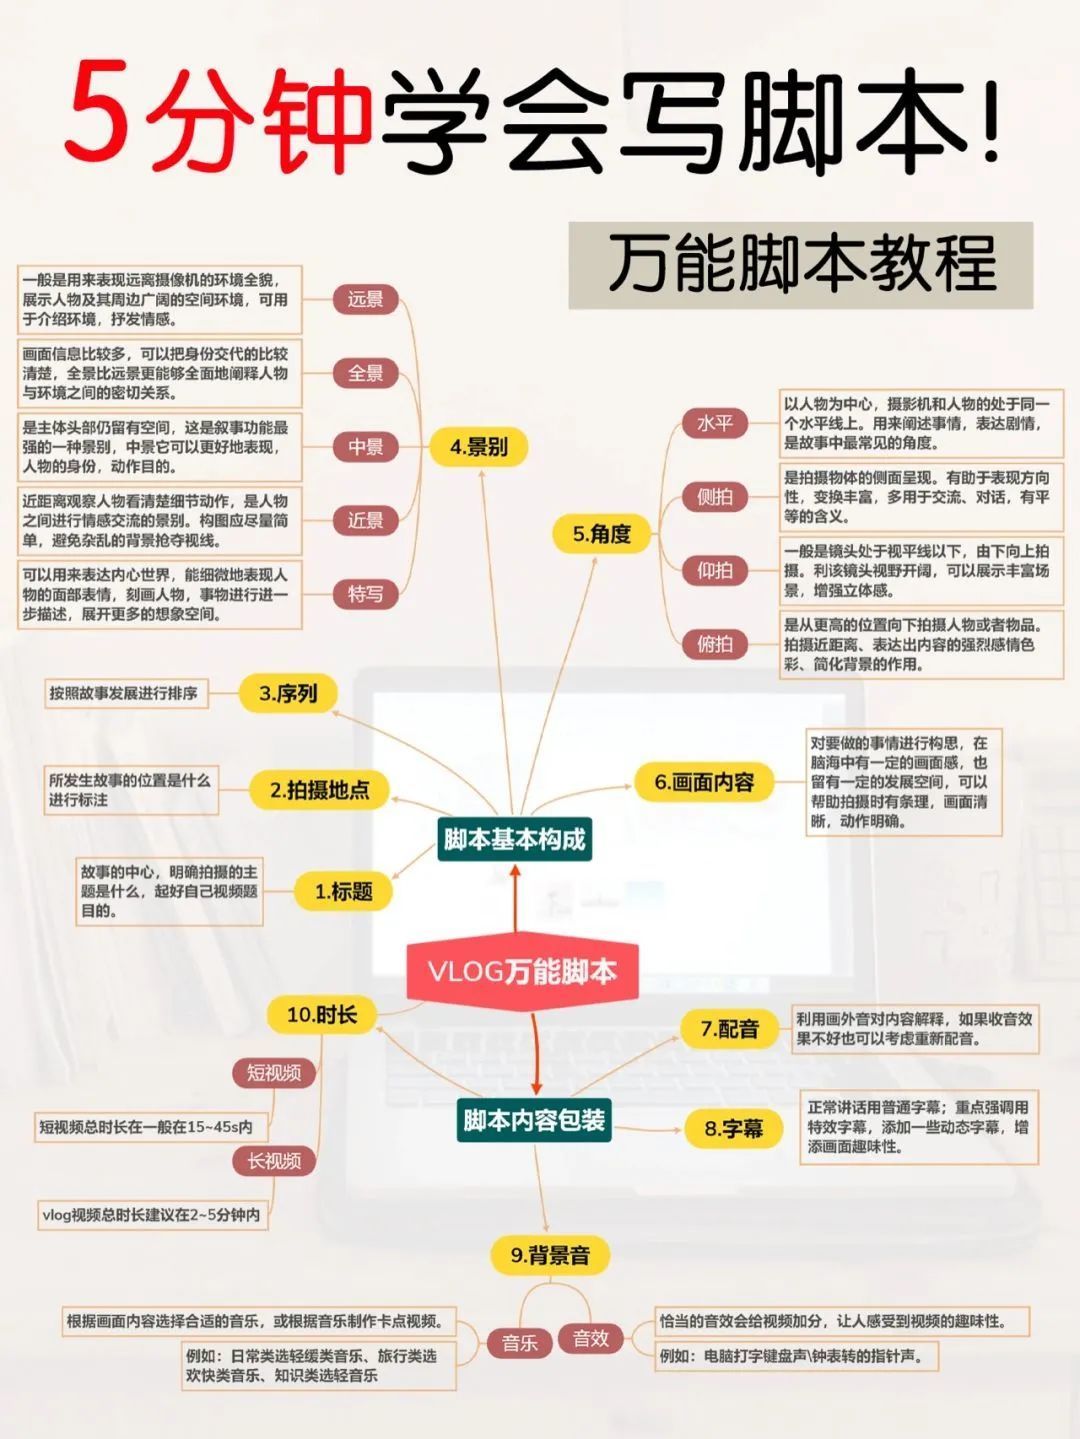 5分钟学会写脚本!
万能脚本教程
一般是用来表现远离摄像机的环境全貌，
展示人物及其周边广阔的空间环境，可用
于介绍环境，抒发情感。
远景
画面信息比较多，可以把身份交代的比较
清楚，全景比远景更能够全面地阐释人物
与环境之间的密切关系。
全景
是主体头部仍留有空间，这是叙事功能最
强的一种景别，中景它可以更好地表现，
人物的身份，动作目的。
中景
4.景别
近距离观察人物看清楚细节动作，是人物
之间进行情感交流的景别。构图应尽量简
单，避免杂乱的背景抢夺视线。
近景
可以用来表达内心世界，能细微地表现人
物的面部表情，刻画人物，事物进行进一
步描述，展开更多的想象空间。
特写
5.角度
水平
以人物为中心，摄影机和人物的处于同一
个水平线上。用来阐述事情，表达剧情，
是故事中最常见的角度。
侧拍
是拍摄物体的侧面呈现。有助于表现方向
性，变换丰富，多用于交流、对话，有平
等的含义。
仰拍
一般是镜头处于视平线以下，由下向上拍
摄。利该镜头视野开阔，可以展示丰富场
景，增强立体感。
俯拍
是从更高的位置向下拍摄人物或者物品。
拍摄近距离、表达出内容的强烈感情色
彩、简化背景的作用。
按照故事发展进行排序
3.序列
所发生故事的位置是什么
进行标注
2.拍摄地点
故事的中心，明确拍摄的主
题是什么，起好自己视频题
目的。
1.标题
脚本基本构成
6.画面内容
对要做的事情进行构思，在
脑海中有一定的画面感，也
留有一定的发展空间，可以
帮助拍摄时有条理，画面清
晰，动作明确。
VLOG万能脚本
10.时长
短视频
短视频总时长在一般在15~45s内
长视频
vlog视频总时长建议在2~5分钟内
脚本内容包装
7.配音
利用画外音对内容解释，如果收音效
果不好也可以考虑重新配音。
8.字幕
正常讲话用普通字幕；重点强调用
特效字幕，添加一些动态字幕，增
添画面趣味性。
9.背景音
根据画面内容选择合适的音乐，或根据音乐制作卡点视频。
例如：日常类选轻缓类音乐、旅行类选
欢快类音乐、知识类选轻音乐
音乐
音效
恰当的音效会给视频加分，让人感受到视频的趣味性。
例如：电脑打字键盘声\钟表转的指针声。